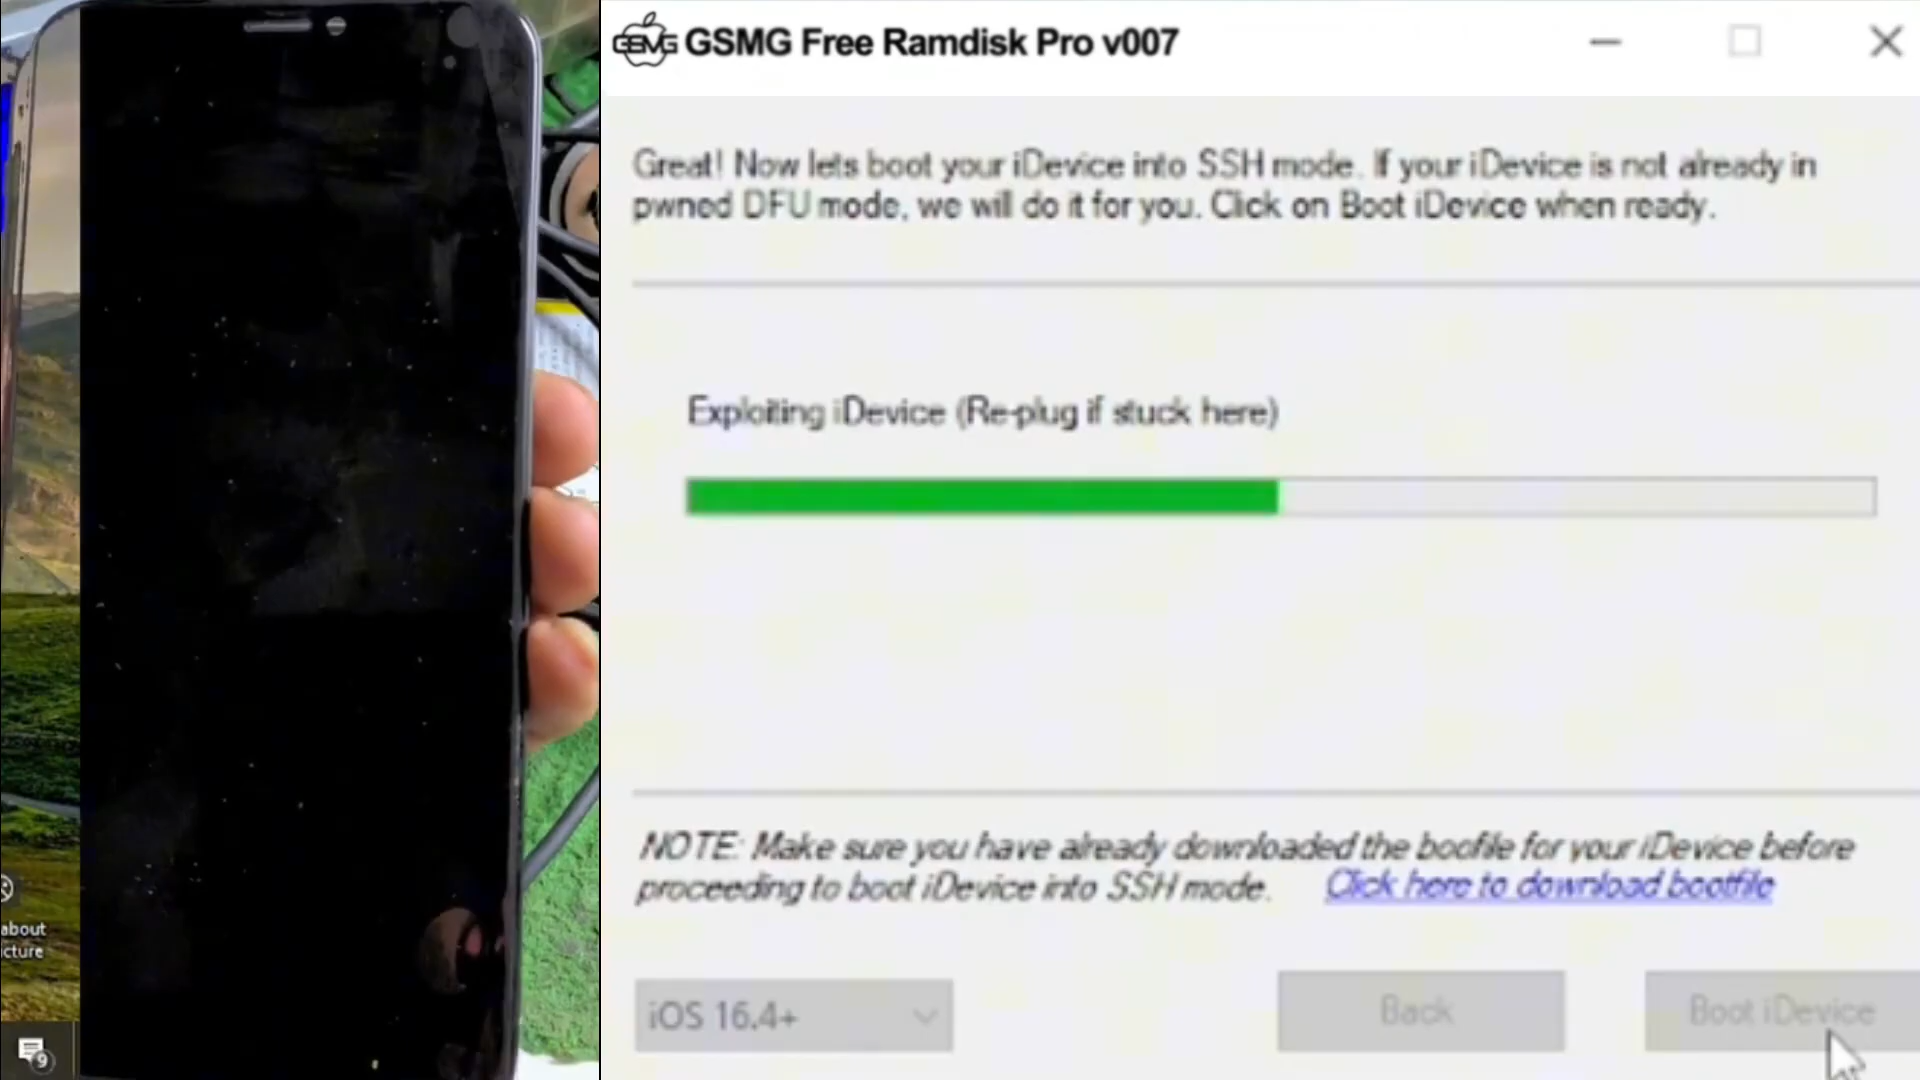 GSMG GSMG Free Ramdisk Pro v007
Great! Now lets boot your iDevice into SSH mode. If your iDevice is not already in
pwned DFU mode, we will do it for you. Click on Boot iDevice when ready.
Exploiting iDevice (Re-plug if stuck here)
NOTE: Make sure you have already downloaded the boofile for your iDevice before
proceeding to boot iDevice into SSH mode. Click here to download bootfile
iOS 16.4+
Back
Boot iDevice
about
icture
9